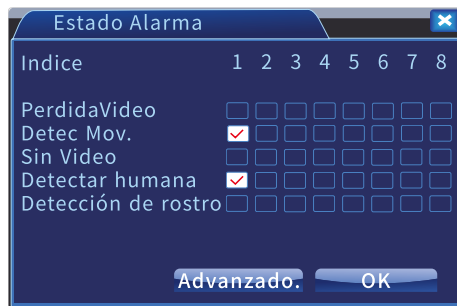 Estado Alarma
Indice 1 2 3 4 5 6 7 8
PerdidaVideo
Detec Mov.
Sin Video
Detectar humana
Detección de rostro
Advanzado. OK